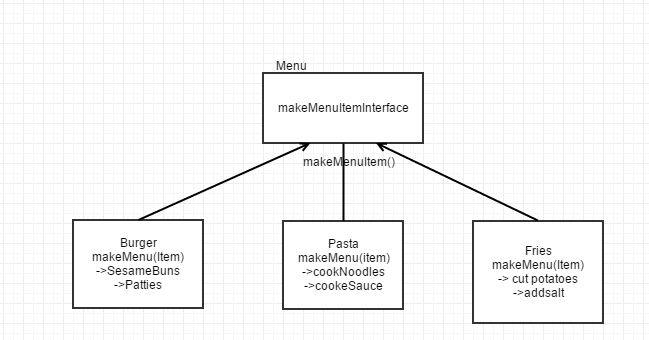 Menu
makeMenuItemInterface
makeMenuItem()
Burger
makeMenu(Item)
->SesameBuns
->Patties
Pasta
makeMenu(item)
->cookNoodles
->cookeSauce
Fries
makeMenu(Item)
-> cut potatoes
->addsalt